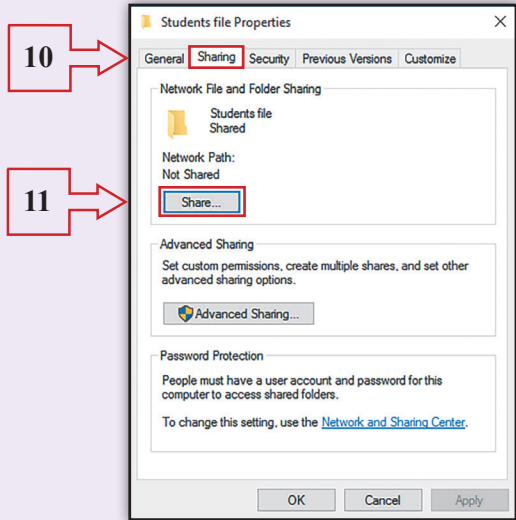 Students file Properties
10
General Sharing Security Previous Versions Customize
Network File and Folder Sharing
Students file
Shared
Network Path:
Not Shared
11
Share...
Advanced Sharing
Set custom permissions, create multiple shares, and set other
advanced sharing options.
Advanced Sharing...
Password Protection
People must have a user account and password for this
computer to access shared folders.
To change this setting, use the Network and Sharing Center.
OK Cancel Apply